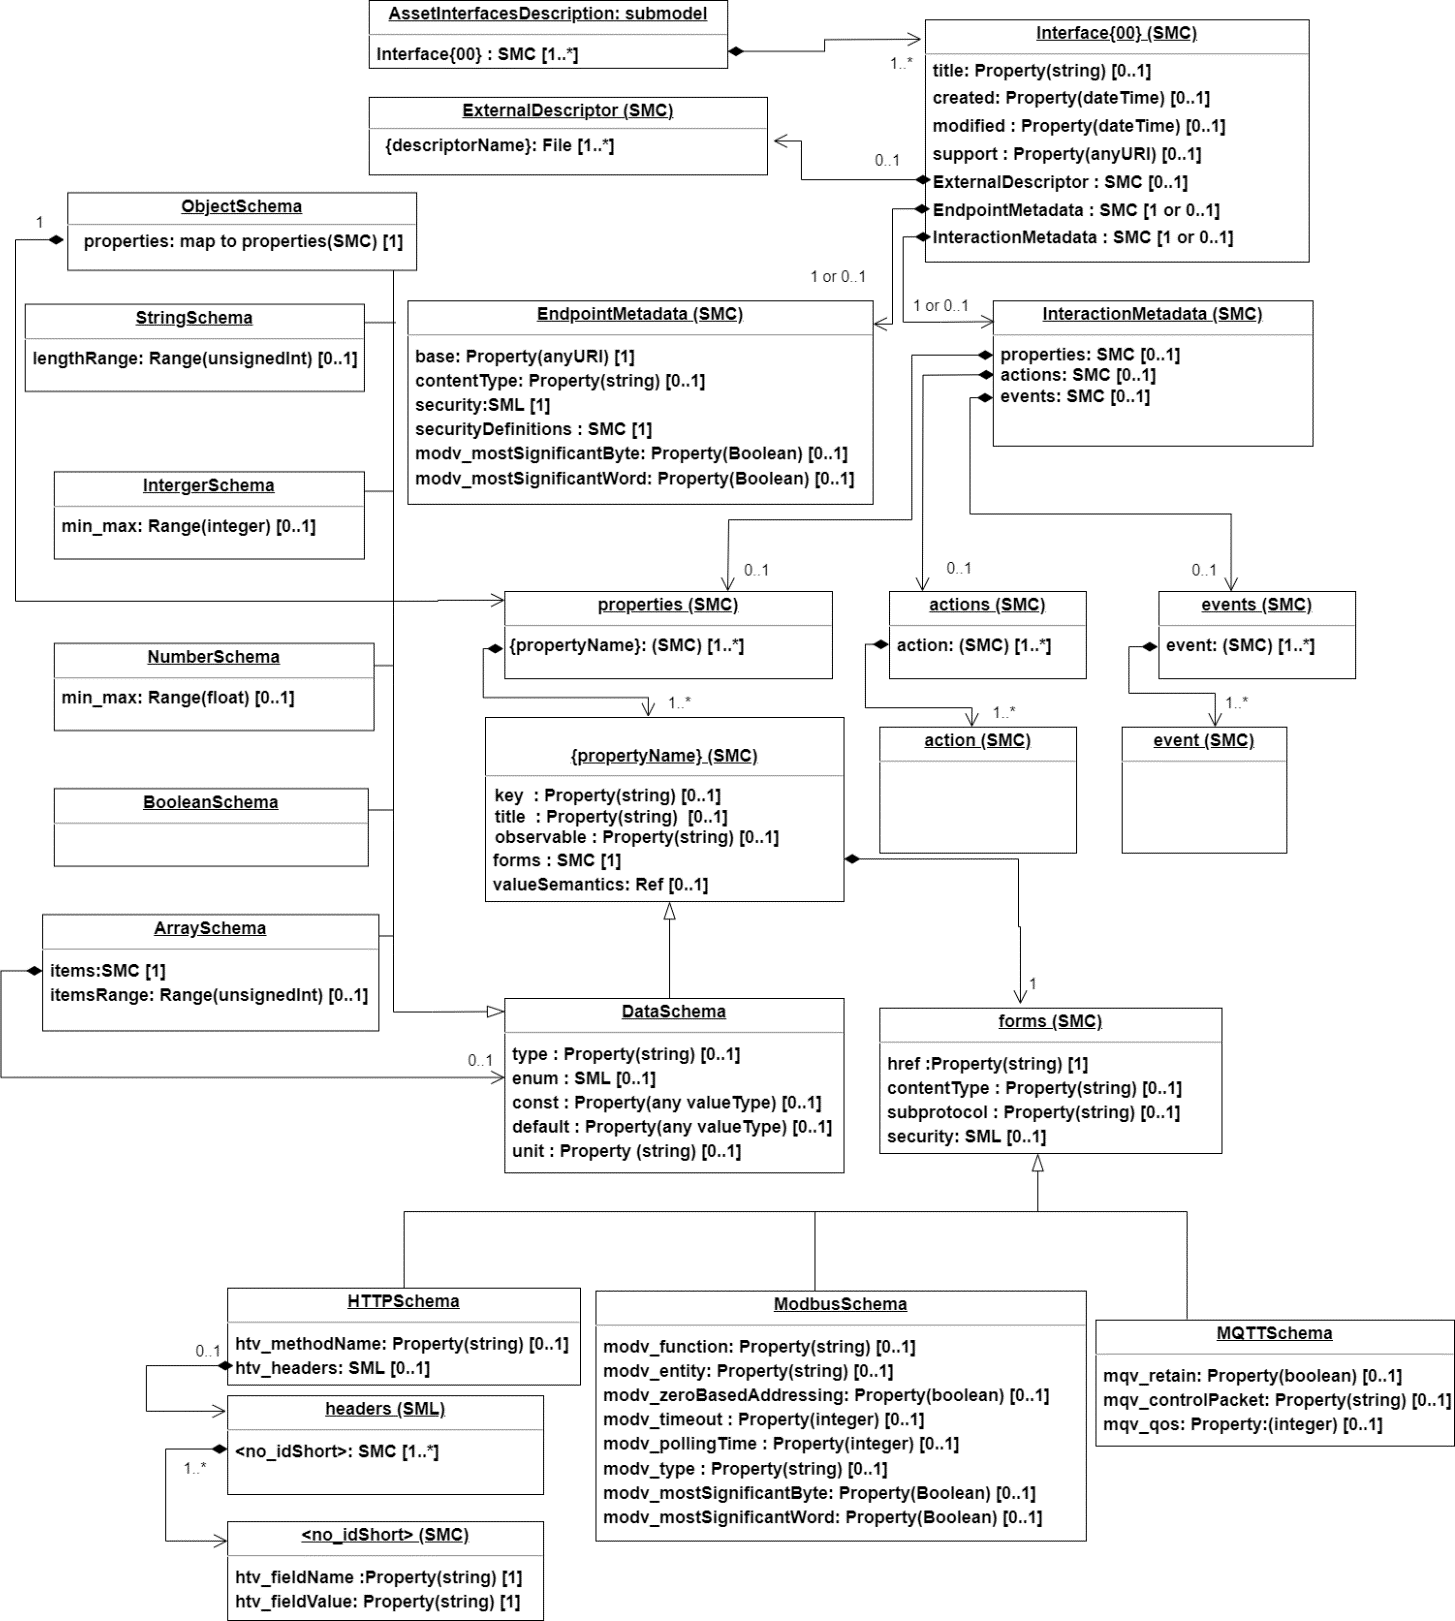 AssetInterfacesDescription: submodel
Interface{00} : SMC [1..*]
1..*
Interface{00} (SMC)
title: Property(string) [0..1]
created: Property(dateTime) [0..1]
modified : Property(dateTime) [0..1]
support : Property(anyURI) [0..1]
ExternalDescriptor : SMC [0..1]
EndpointMetadata : SMC [1 or 0..1]
InteractionMetadata : SMC [1 or 0..1]
ExternalDescriptor (SMC)
{descriptorName}: File [1..*]
0..1
ObjectSchema
properties: map to properties(SMC) [1]
1
1 or 0..1
1 or 0..1
StringSchema
lengthRange: Range(unsignedInt) [0..1]
EndpointMetadata (SMC)
base: Property(anyURI) [1]
contentType: Property(string) [0..1]
security:SML [1]
securityDefinitions : SMC [1]
modv_mostSignificantByte: Property(Boolean) [0..1]
modv_mostSignificantWord: Property(Boolean) [0..1]
InteractionMetadata (SMC)
properties: SMC [0..1]
actions: SMC [0..1]
events: SMC [0..1]
IntergerSchema
min_max: Range(integer) [0..1]
0..1
0..1
0..1
properties (SMC)
{propertyName}: (SMC) [1..*]
actions (SMC)
action: (SMC) [1..*]
events (SMC)
event: (SMC) [1..*]
NumberSchema
min_max: Range(float) [0..1]
1..*
1..*
1..*
{propertyName} (SMC)
key : Property(string) [0..1]
title : Property(string) [0..1]
observable : Property(string) [0..1]
forms : SMC [1]
valueSemantics: Ref [0..1]
action (SMC)
event (SMC)
BooleanSchema
ArraySchema
items:SMC [1]
itemsRange: Range(unsignedInt) [0..1]
0..1
1
DataSchema
type : Property(string) [0..1]
enum : SML [0..1]
const : Property(any valueType) [0..1]
default : Property(any valueType) [0..1]
unit : Property (string) [0..1]
forms (SMC)
href :Property(string) [1]
contentType : Property(string) [0..1]
subprotocol : Property(string) [0..1]
security: SML [0..1]
HTTPSchema
htv_methodName: Property(string) [0..1]
htv_headers: SML [0..1]
0..1
headers (SML)
<no_idShort>: SMC [1..*]
1..*
<no_idShort> (SMC)
htv_fieldName :Property(string) [1]
htv_fieldValue: Property(string) [1]
ModbusSchema
modv_function: Property(string) [0..1]
modv_entity: Property(string) [0..1]
modv_zeroBasedAddressing: Property(boolean) [0..1]
modv_timeout : Property(integer) [0..1]
modv_pollingTime : Property(integer) [0..1]
modv_type : Property(string) [0..1]
modv_mostSignificantByte: Property(Boolean) [0..1]
modv_mostSignificantWord: Property(Boolean) [0..1]
MQTTSchema
mqv_retain: Property(boolean) [0..1]
mqv_controlPacket: Property(string) [0..1]
mqv_qos: Property:(integer) [0..1]